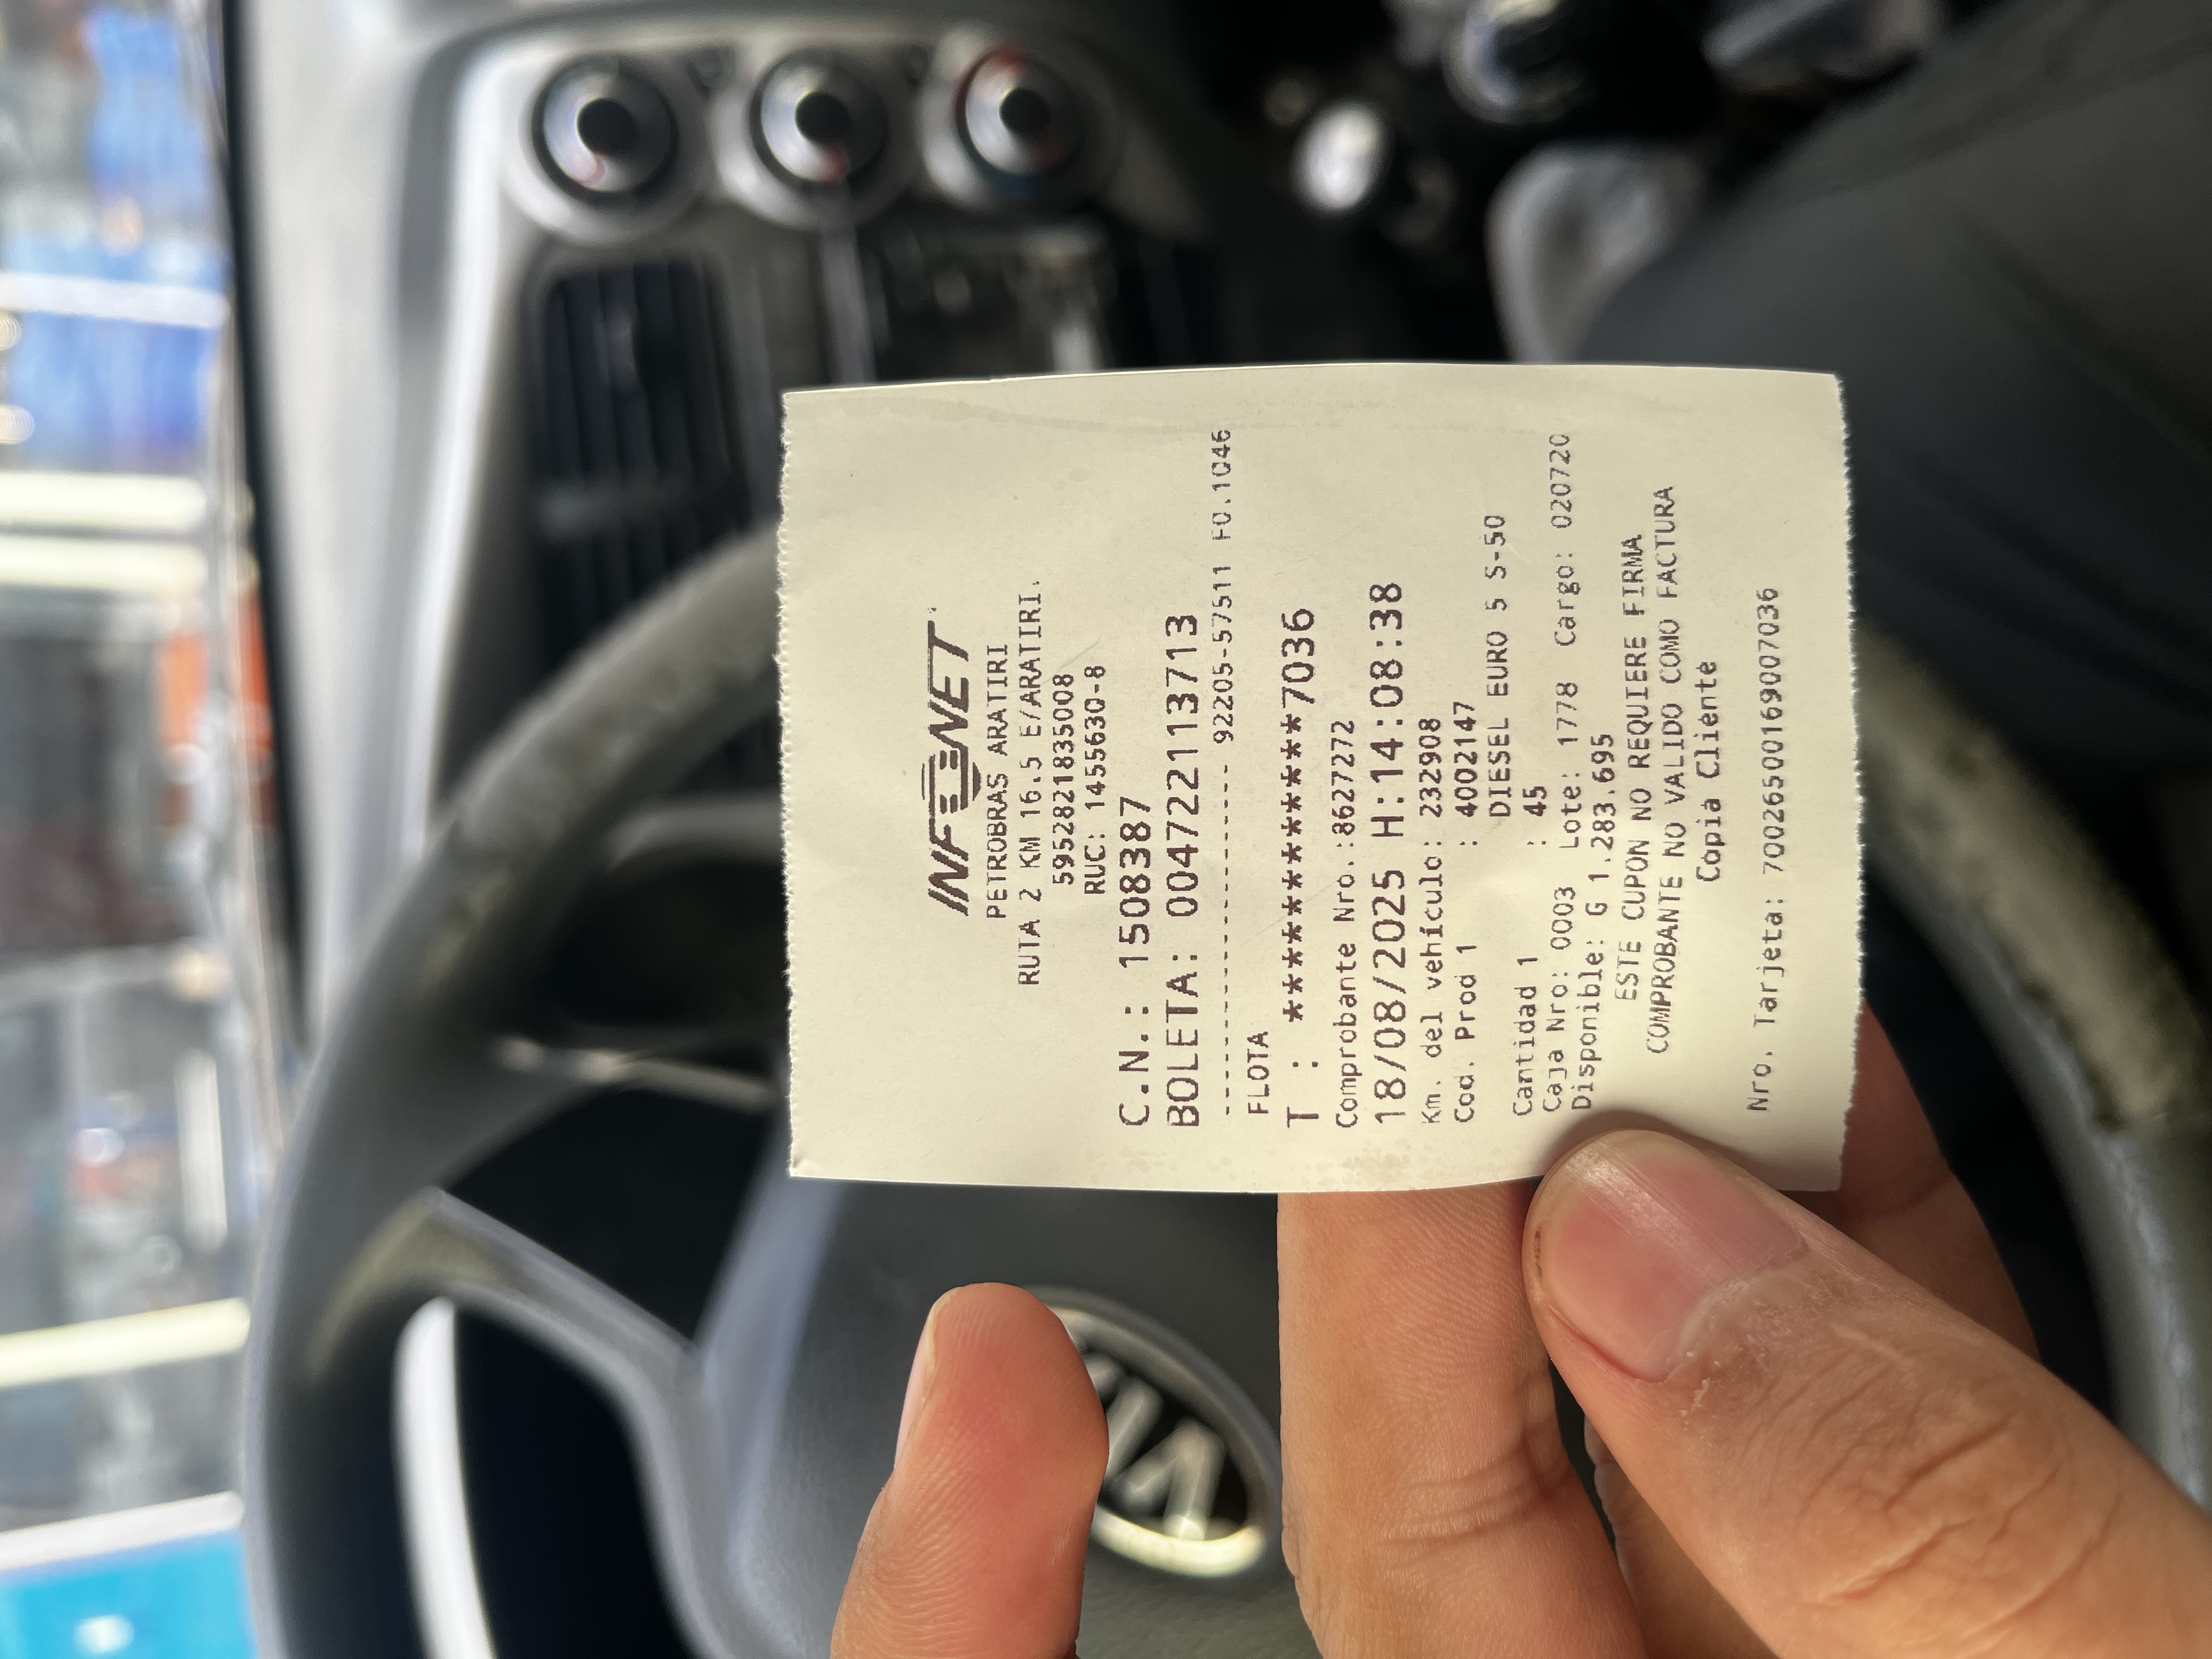 INFONET
PETROBRAS ARATIRI
RUTA 2 KM 16.5 E/ARATIRI.
5952821835008
RUC: 1455630-8
C.N.: 1508387
BOLETA: 004722113713
--------------------- 92205-57511 F0.1046
FLOTA
T : ************7036
Comprobante Nro.:8627272
18/08/2025 H:14:08:38
Km. del vehículo: 232908
Cod. Prod 1 : 4002147
DIESEL EURO 5 S-50
Cantidad 1 : 45
Caja Nro: 0003 Lote: 1778 Cargo: 020720
Disponible: G 1.283.695
ESTE CUPON NO REQUIERE FIRMA
COMPROBANTE NO VALIDO COMO FACTURA
Copia Cliente
Nro. Tarjeta: 70026500169007036